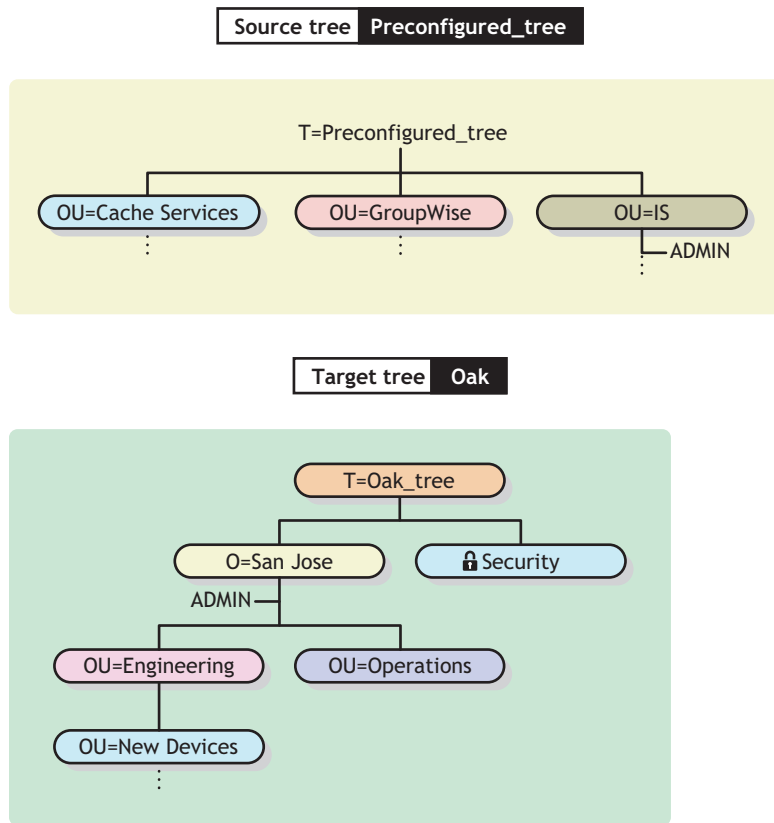 Source tree Preconfigured_tree
T=Preconfigured_tree
OU=Cache Services OU=GroupWise OU=IS
ADMIN
Target tree Oak
T=Oak_tree
O=San Jose Security
ADMIN
OU=Engineering OU=Operations
OU=New Devices